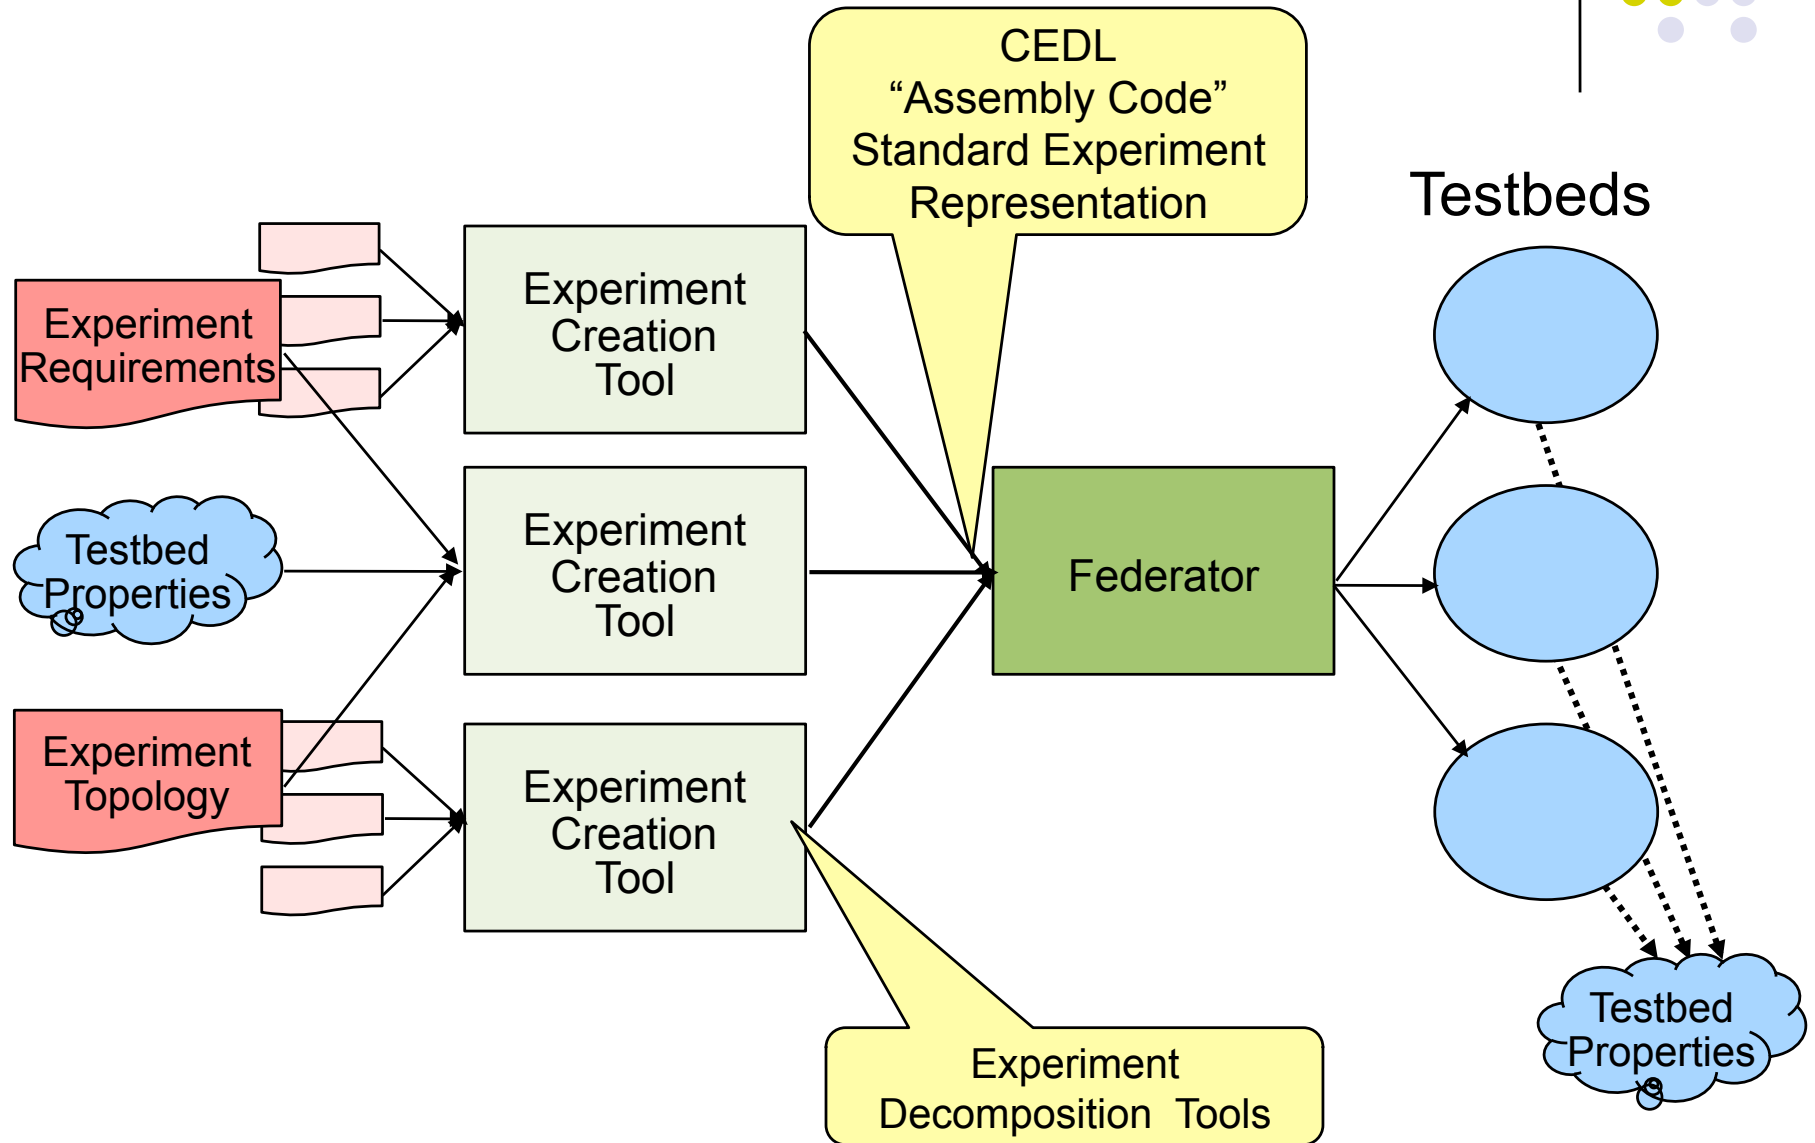 CEDL
“Assembly Code”
Standard Experiment
Representation
Testbeds
Experiment
Requirements
Experiment
Creation
Tool
Testbed
Properties
Experiment
Creation
Tool
Federator
Experiment
Topology
Experiment
Creation
Tool
Experiment
Decomposition Tools
Testbed
Properties